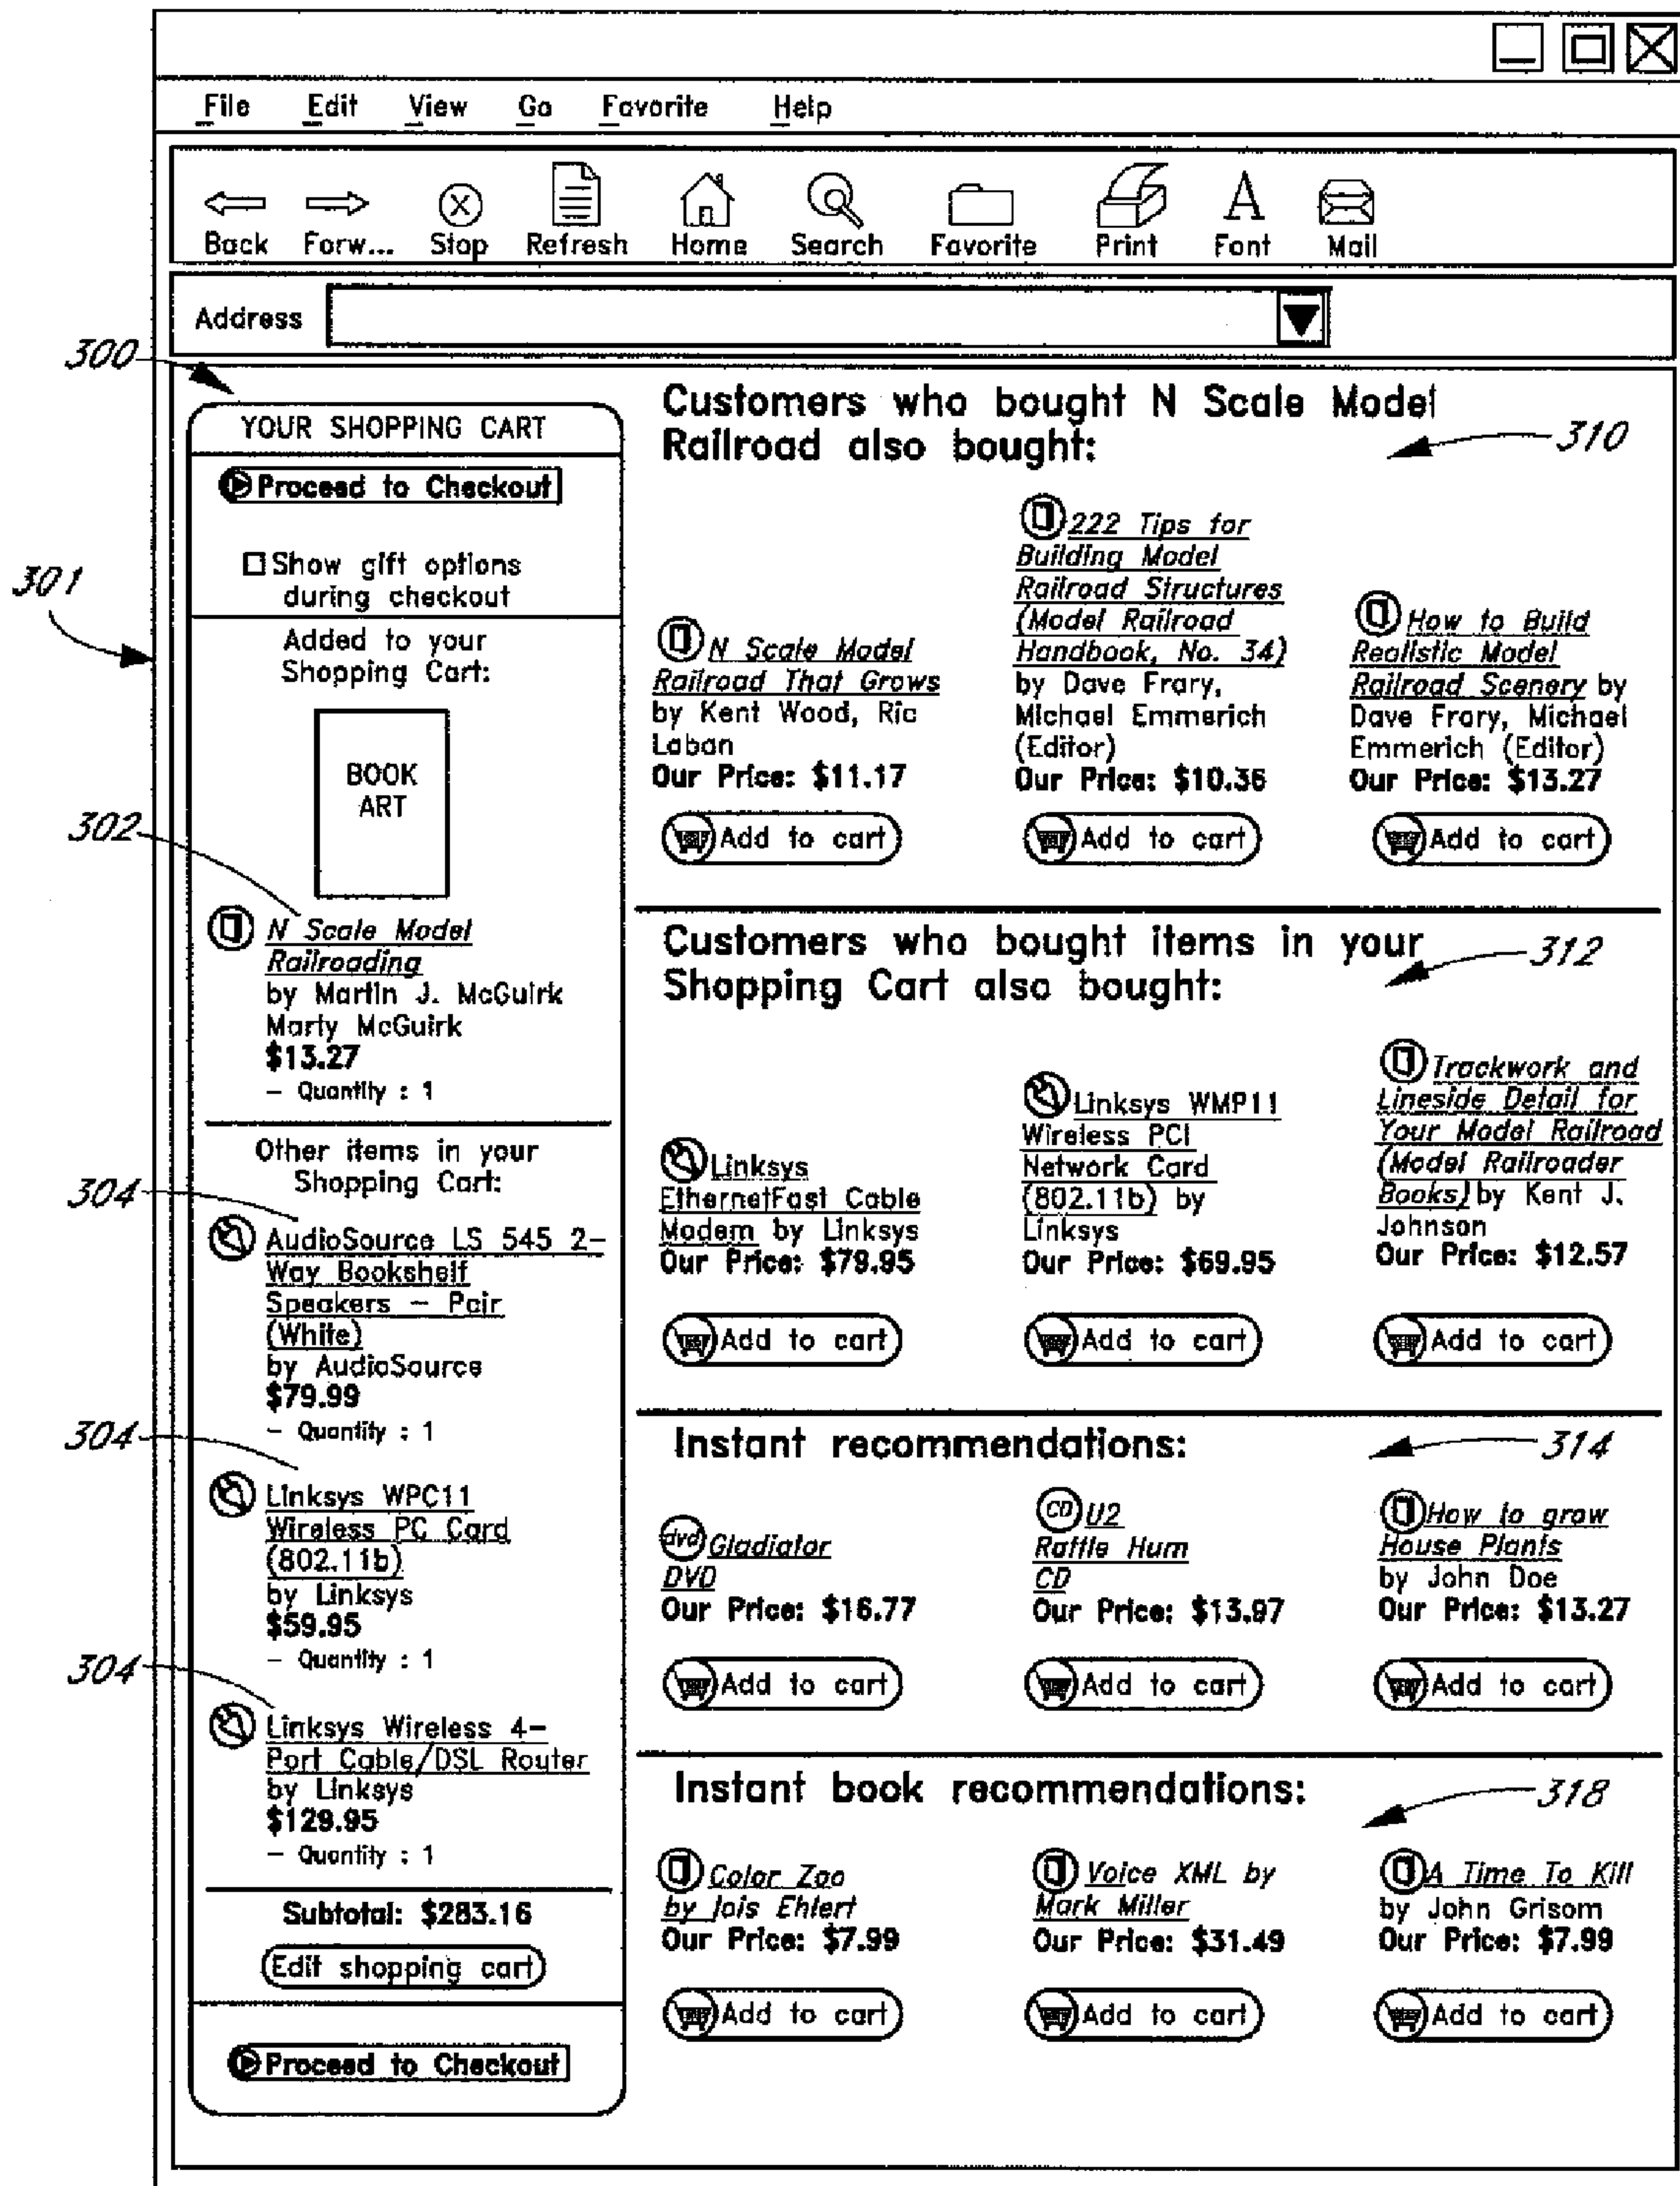 File Edit View Go Favorite Help
Back Forw... Stop Refresh Home Search Favorite Print Font Mail
Address
300
301
YOUR SHOPPING CART
Proceed to Checkout
Show gift options
during checkout
Added to your
Shopping Cart:
BOOK
ART
302
N Scale Model
Railroading
by Martin J. McGuirk
Marty McGuirk
$13.27
– Quantity : 1
Other items in your
Shopping Cart:
304
AudioSource LS 545 2–
Way Bookshelf
Speakers – Pair
(White)
by AudioSource
$79.99
– Quantity : 1
304
Linksys WPC11
Wireless PC Card
(802.11b)
by Linksys
$59.95
– Quantity : 1
304
Linksys Wireless 4–
Port Cable/DSL Router
by Linksys
$129.95
– Quantity : 1
Subtotal: $283.16
Edit shopping cart
Proceed to Checkout
Customers who bought N Scale Model
Railroad also bought:
310
N Scale Model
Railroad That Grows
by Kent Wood, Ric
Laban
Our Price: $11.17
Add to cart
222 Tips for
Building Model
Railroad Structures
(Model Railroad
Handbook, No. 34)
by Dave Frary,
Michael Emmerich
(Editor)
Our Price: $10.36
Add to cart
How to Build
Realistic Model
Railroad Scenery by
Dave Frary, Michael
Emmerich (Editor)
Our Price: $13.27
Add to cart
Customers who bought items in your
Shopping Cart also bought:
312
Linksys
EthernetFast Cable
Modem by Linksys
Our Price: $79.95
Add to cart
Linksys WMP11
Wireless PCI
Network Card
(802.11b) by
Linksys
Our Price: $69.95
Add to cart
Trackwork and
Lineside Detail for
Your Model Railroad
(Model Railroader
Books) by Kent J.
Johnson
Our Price: $12.57
Add to cart
Instant recommendations:
314
dvd Gladiator
DVD
Our Price: $16.77
Add to cart
CD U2
Rattle Hum
CD
Our Price: $13.97
Add to cart
How to grow
House Plants
by John Doe
Our Price: $13.27
Add to cart
Instant book recommendations:
318
Color Zoo
by Jois Ehlert
Our Price: $7.99
Add to cart
Voice XML by
Mark Miller
Our Price: $31.49
Add to cart
A Time To Kill
by John Grisom
Our Price: $7.99
Add to cart